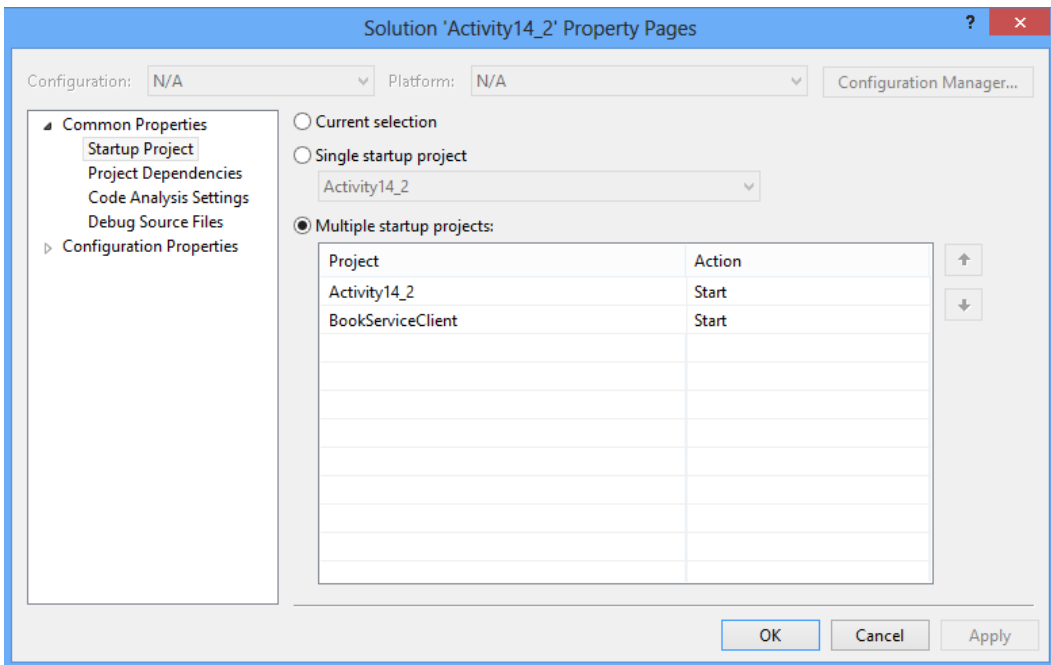 Solution 'Activity14_2' Property Pages
?
×
Configuration: N/A Platform: N/A Configuration Manager...
Common Properties
Startup Project
Project Dependencies
Code Analysis Settings
Debug Source Files
Configuration Properties
Current selection
Single startup project
Activity14_2
Multiple startup projects:
Project Action
Activity14_2 Start
BookServiceClient Start
OK Cancel Apply